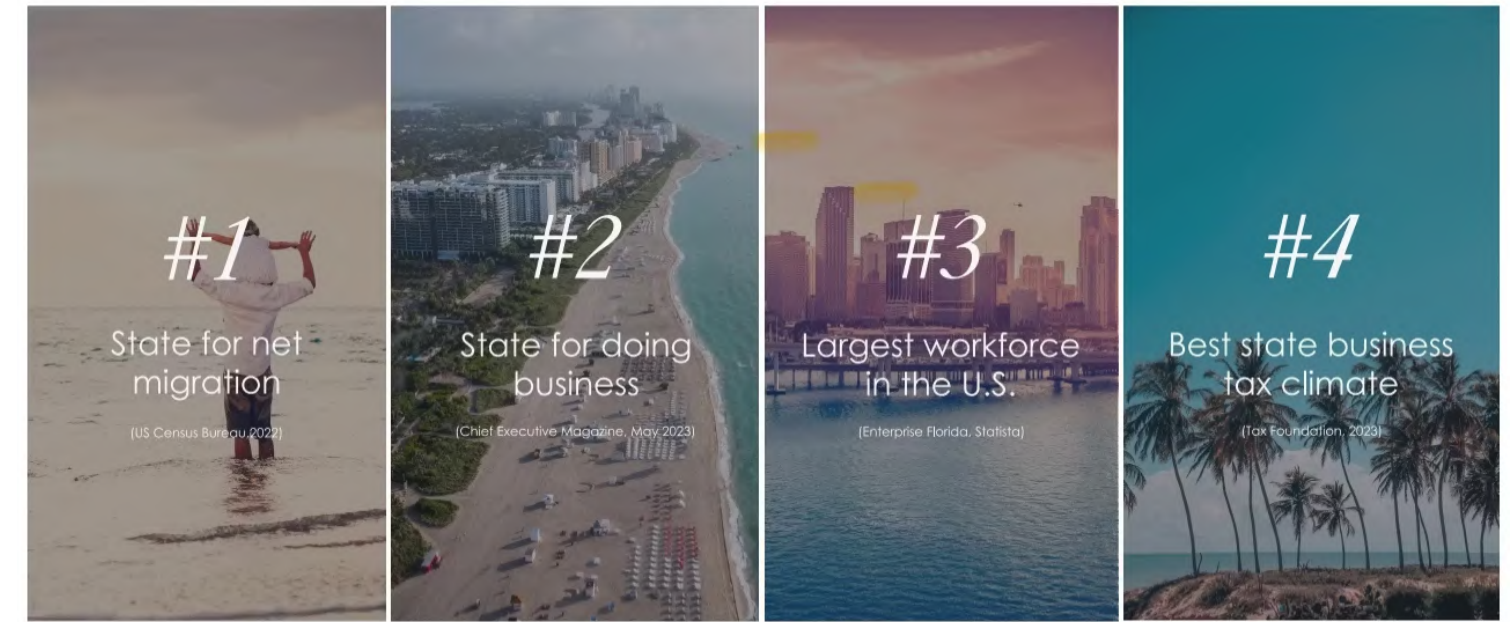 #1
State for net
migration
(US Census Bureau,2022)
#2
State for doing
business
(Chief Executive Magazine, May 2023)
#3
Largest workforce
in the U.S.
(Enterprise Florida, Statista)
#4
Best state business
tax climate
(Tax Foundation, 2023)